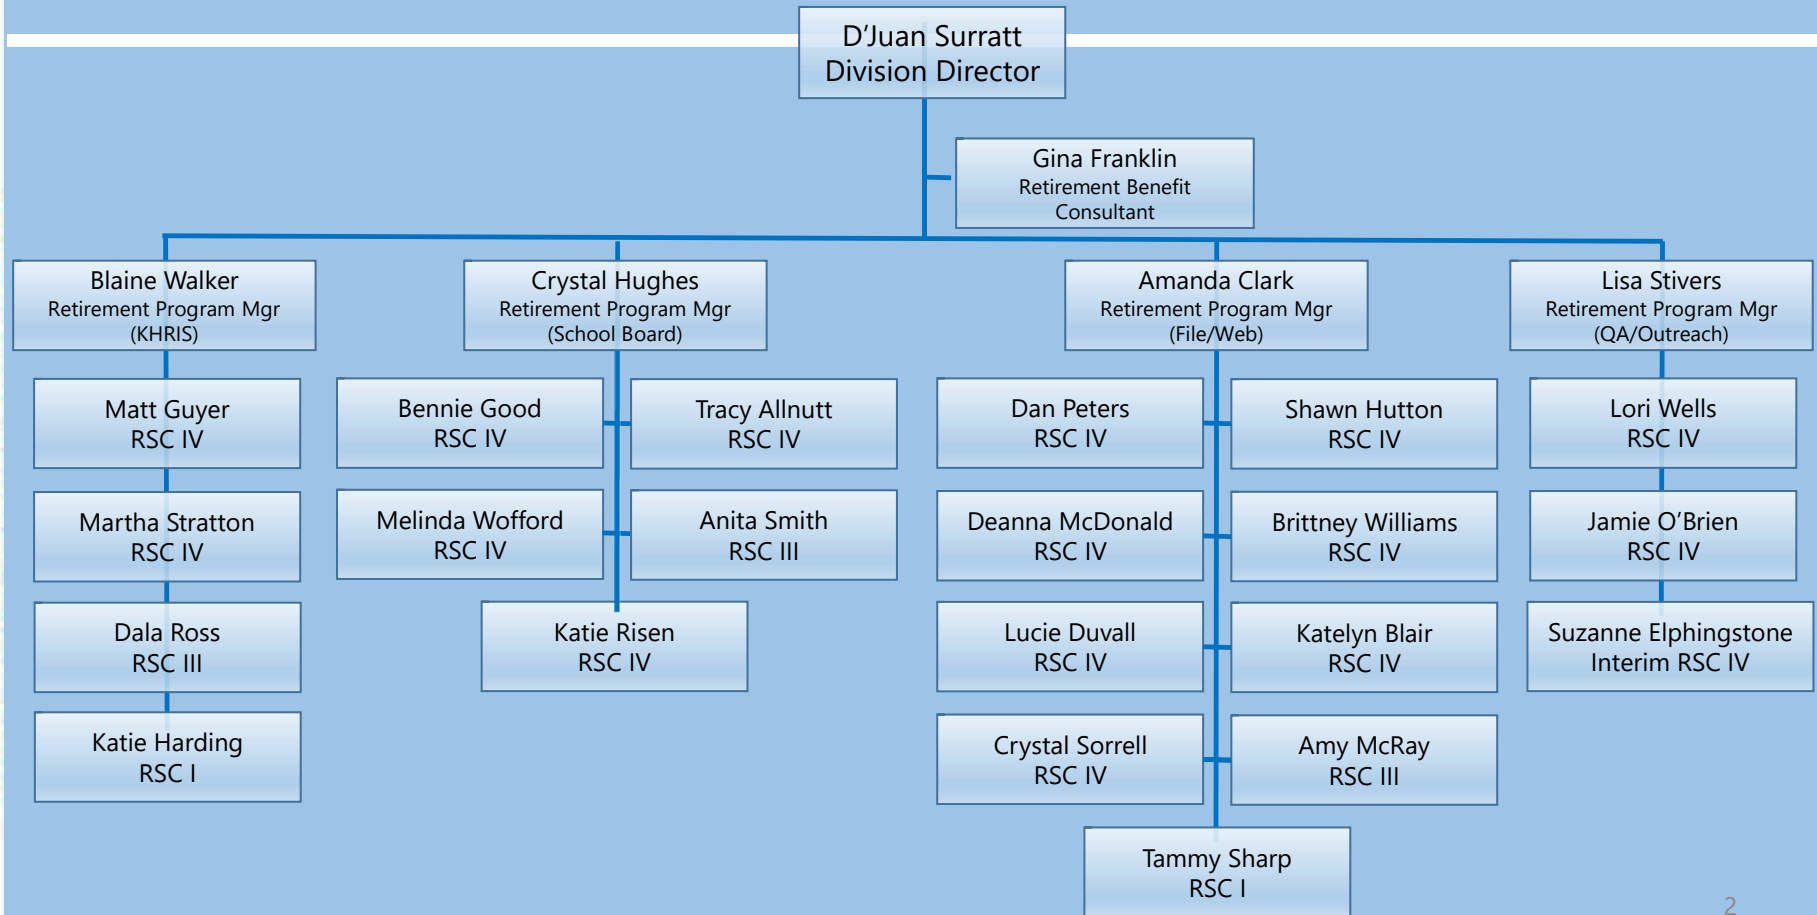 D'Juan Surratt
Division Director
Gina Franklin
Retirement Benefit
Consultant
Blaine Walker
Retirement Program Mgr
(KHRIS)
Crystal Hughes
Retirement Program Mgr
(School Board)
Amanda Clark
Retirement Program Mgr
(File/Web)
Lisa Stivers
Retirement Program Mgr
(QA/Outreach)
Matt Guyer
RSC IV
Martha Stratton
RSC IV
Dala Ross
RSC III
Katie Harding
RSC I
Bennie Good
RSC IV
Tracy Allnutt
RSC IV
Melinda Wofford
RSC IV
Anita Smith
RSC III
Katie Risen
RSC IV
Dan Peters
RSC IV
Shawn Hutton
RSC IV
Deanna McDonald
RSC IV
Brittney Williams
RSC IV
Lucie Duvall
RSC IV
Katelyn Blair
RSC IV
Crystal Sorrell
RSC IV
Amy McRay
RSC III
Tammy Sharp
RSC I
Lori Wells
RSC IV
Jamie O'Brien
RSC IV
Suzanne Elphingstone
Interim RSC IV
2